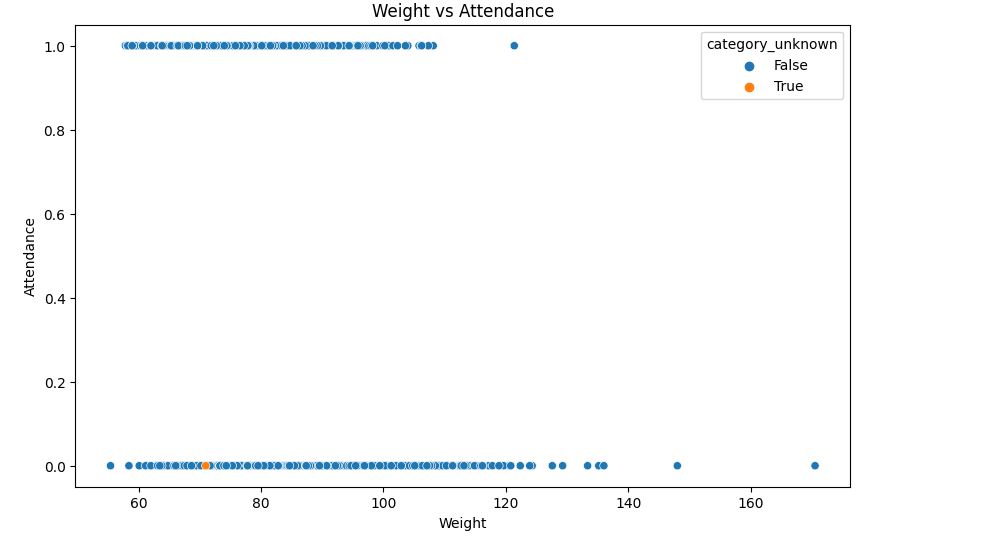 Weight vs Attendance
category_unknown
False
True
1.0
0.8
0.6
0.4
0.2
0.0
Attendance
60 80 100 120 140 160
Weight